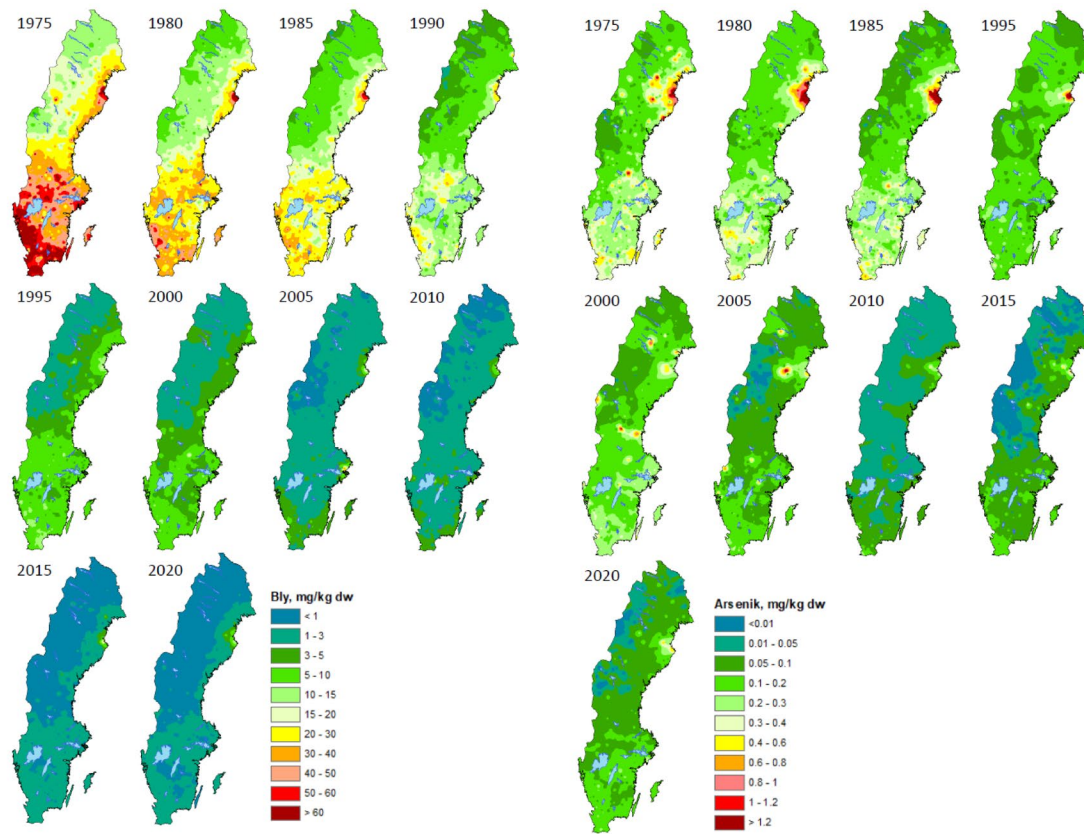 1975 1980 1985 1990
1995 2000 2005 2010
2015 2020
Bly, mg/kg dw
< 1
1 - 3
3 - 5
5 - 10
10 - 15
15 - 20
20 - 30
30 - 40
40 - 50
50 - 60
> 60
1975 1980 1985 1995
2000 2005 2010 2015
2020
Arsenik, mg/kg dw
<0.01
0.01 - 0.05
0.05 - 0.1
0.1 - 0.2
0.2 - 0.3
0.3 - 0.4
0.4 - 0.6
0.6 - 0.8
0.8 - 1
1 - 1.2
> 1.2